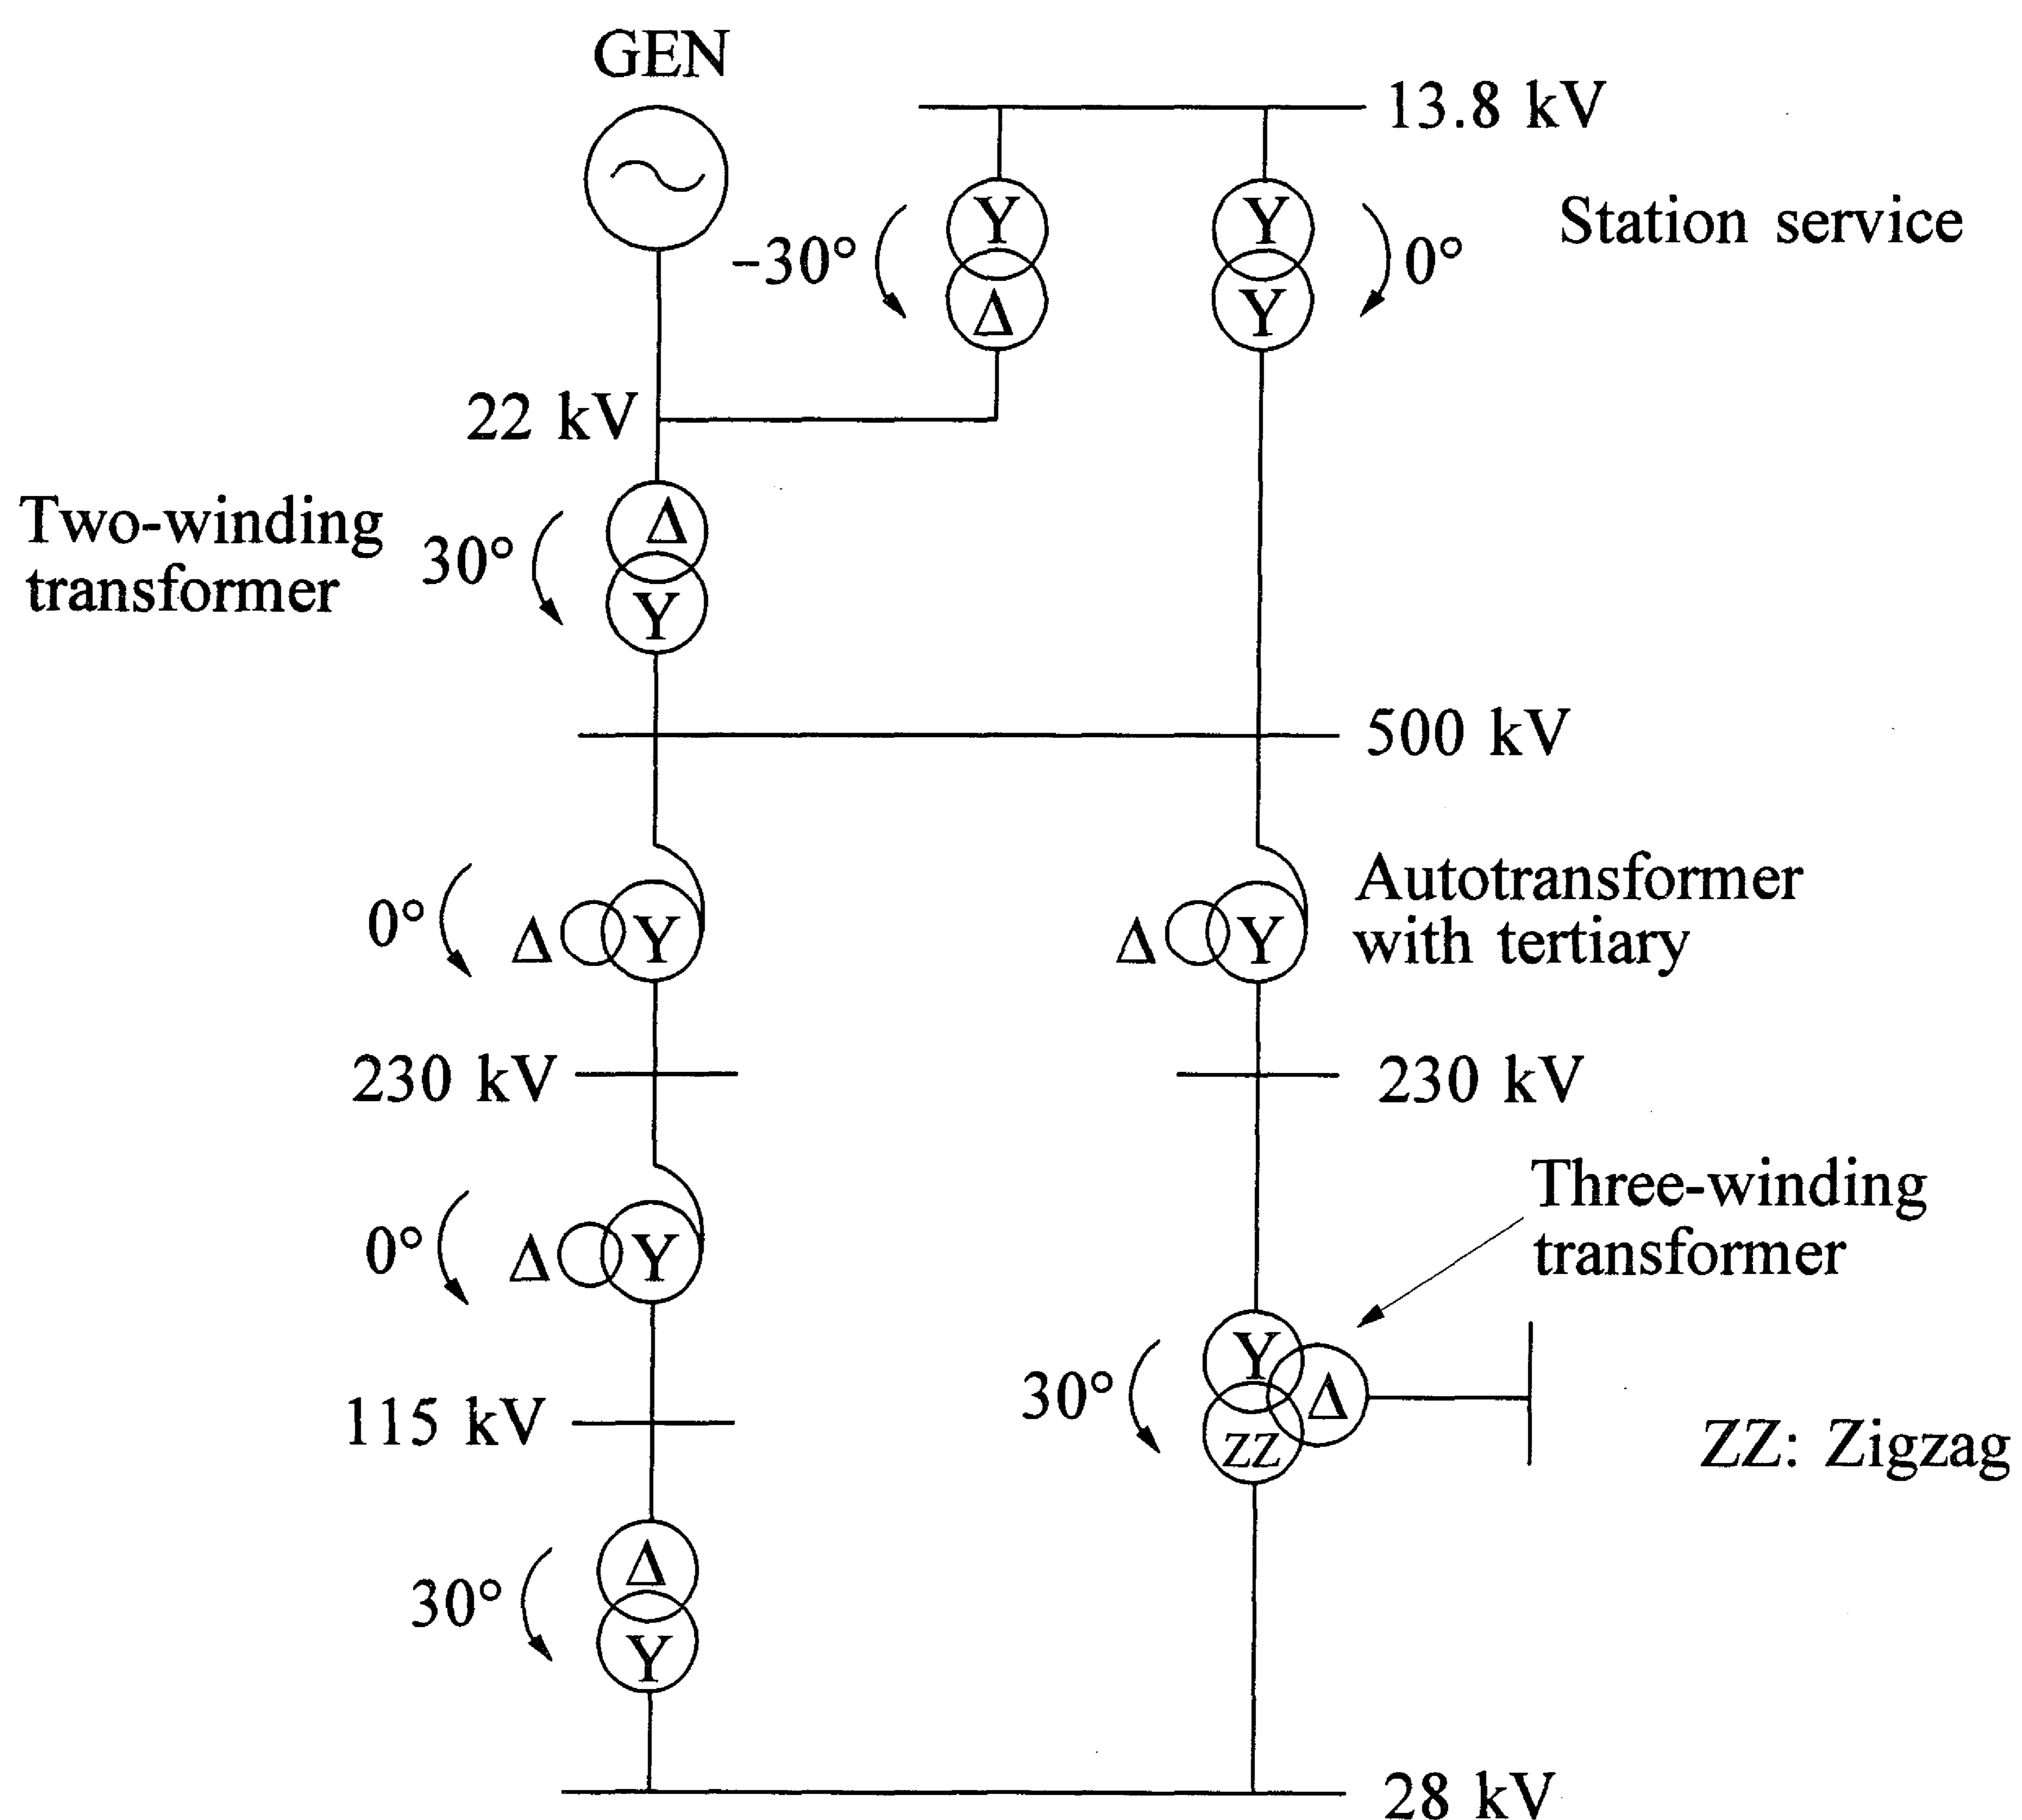 GEN
13.8 kV
Y
Y
Station service
-30°
0°
Δ
Y
22 kV
Two-winding
transformer
30°
Δ
Y
500 kV
0°
Δ
Y
Δ
Y
Autotransformer
with tertiary
230 kV
230 kV
0°
Δ
Y
Three-winding
transformer
30°
Y
Δ
ZZ
115 kV
ZZ: Zigzag
30°
Δ
Y
28 kV